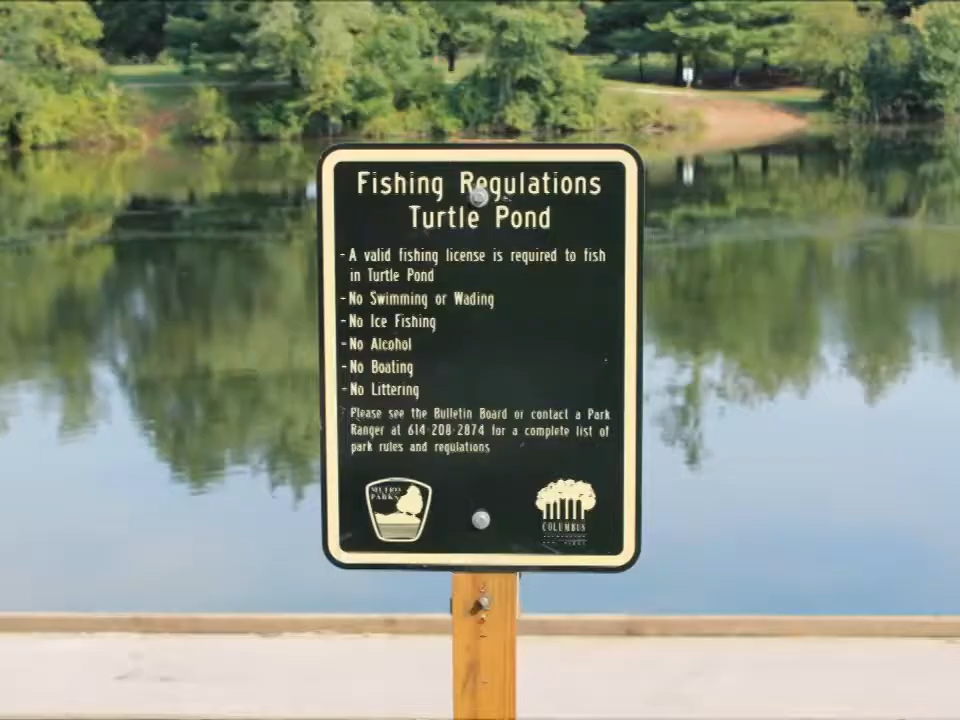 Fishing Regulations
Turtle Pond
- A valid fishing license is required to fish
in Turtle Pond
- No Swimming or Wading
- No Ice Fishing
- No Alcohol
- No Boating
- No Littering
Please see the Bulletin Board or contact a Park
Ranger at 614-208-2874 for a complete list of
park rules and regulations
METRO
PARKS
COLUMBUS